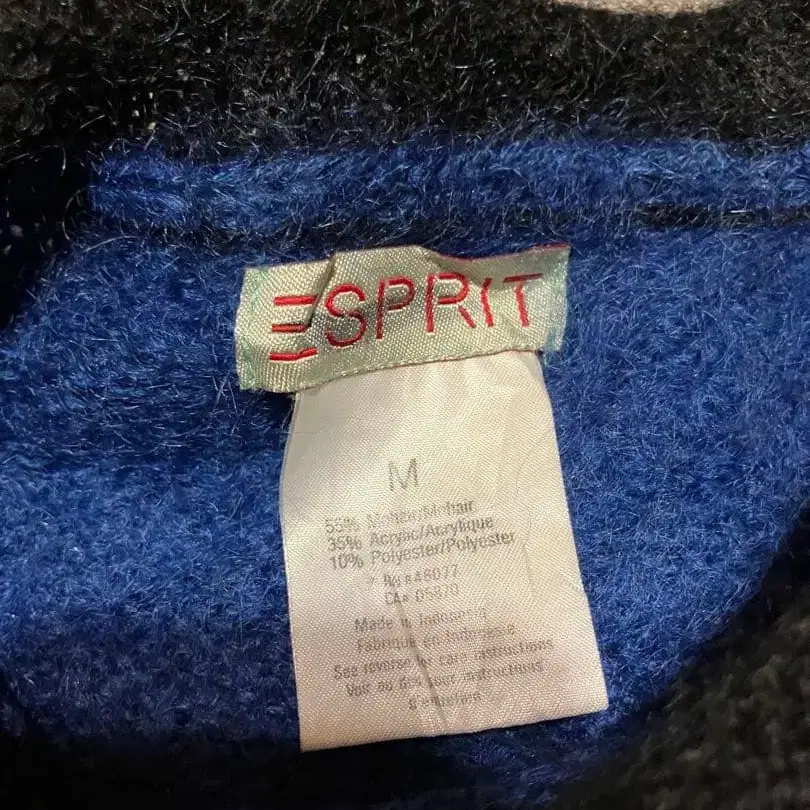 ESPRIT
M
55% Mohair/Mohair
35% Acrylic/Acrylique
10% Polyester/Polyester
RN #46077
CA# 05870
Made in Indonesia
Fabriqué en Indonesie
See reverse for care instructions
Voir au dos pour instructions
d'entretien